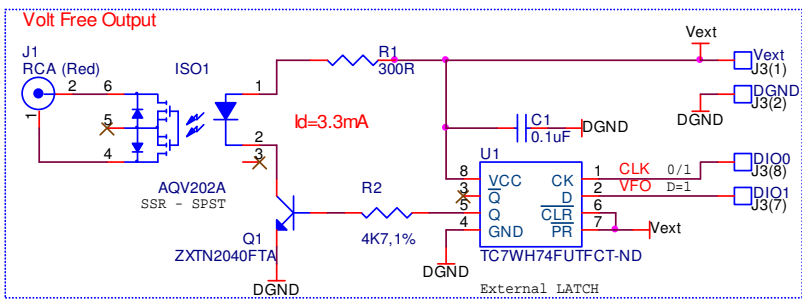 Volt Free Output
J1
RCA (Red)
ISO1
R1
300R
Vext
Vext
J3(1)
DGND
J3(2)
DGND
2
6
1
5
4
1
2
3
Id=3.3mA
C1
0.1uF
DGND
U1
AQV202A
SSR - SPST
R2
4K7,1%
Q1
ZXTN2040FTA
DGND
8
VCC
CK
1
CLK
0/1
DIO0
J3(8)
3
Q
D
2
VFO
D=1
DIO1
J3(7)
5
Q
CLR
6
4
GND
PR
7
Vext
DGND
TC7WH74FUTFCT-ND
External LATCH